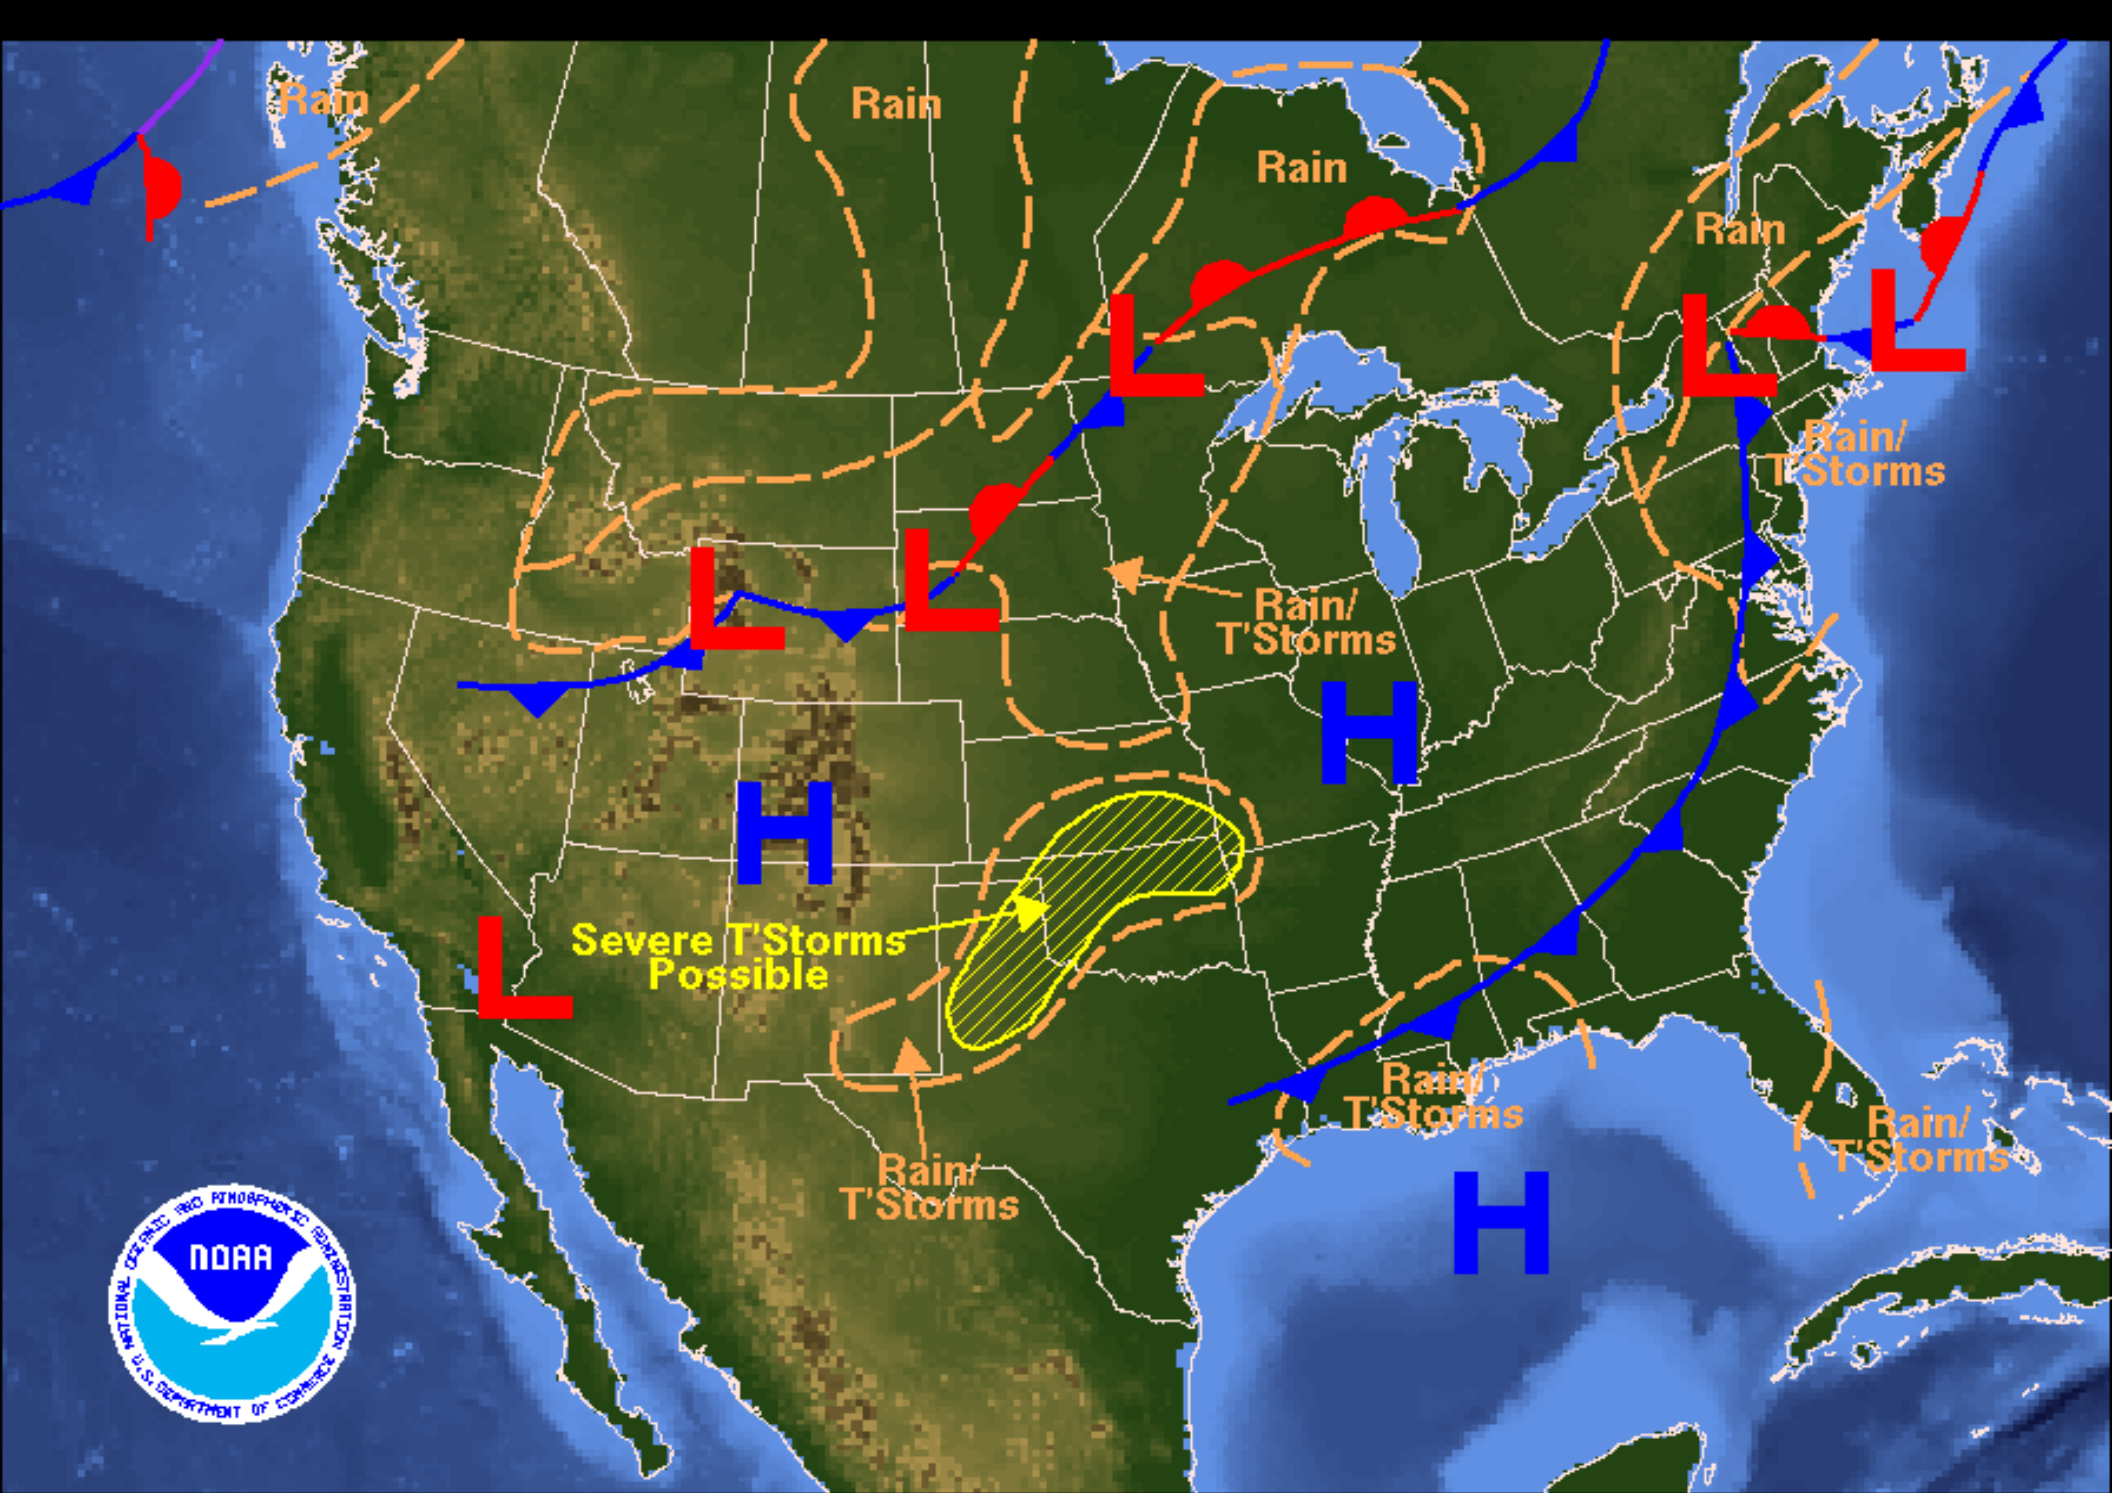 Rain
Rain
Rain
Rain
Rain/
T'Storms
Rain/
T'Storms
L
L
L
L
L
H
H
Severe T'Storms
Possible
L
Rain/
T'Storms
Rain/
T'Storms
Rain/
T'Storms
H
NATIONAL OCEANIC AND ATMOSPHERIC ADMINISTRATION
NOAA
U.S. DEPARTMENT OF COMMERCE